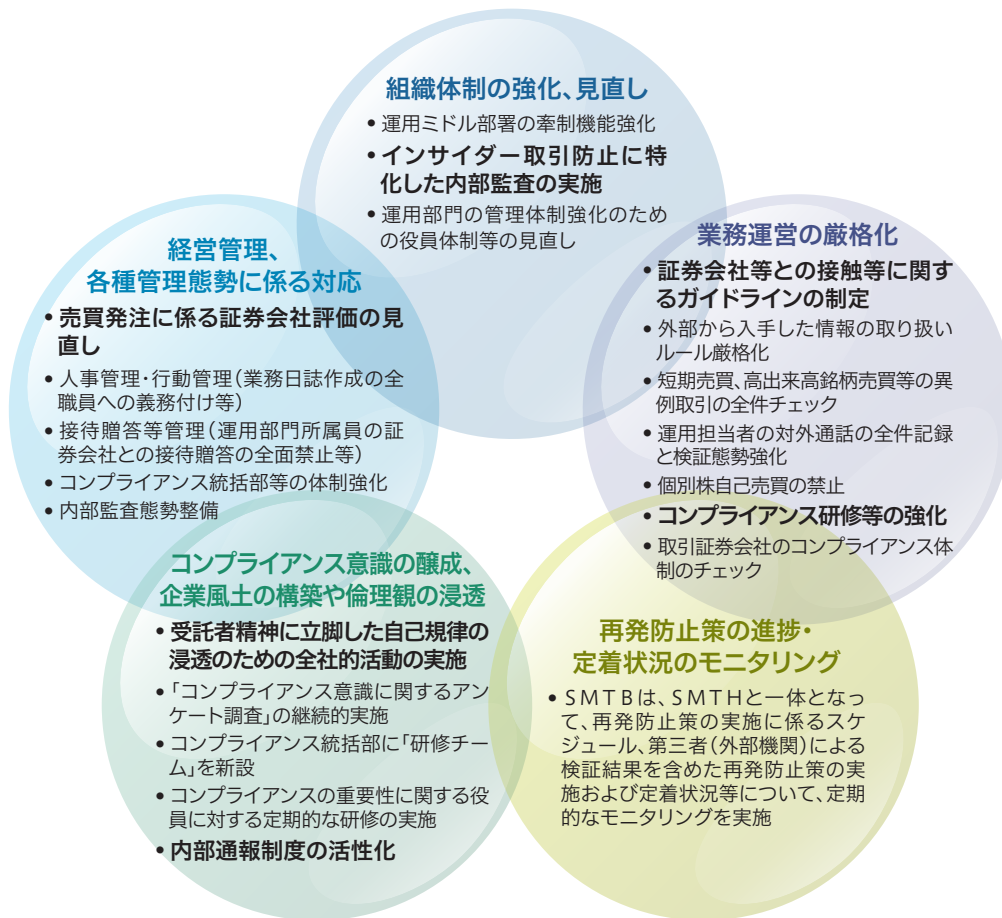 組織体制の強化、見直し
• 運用ミドル部署の牽制機能強化
• インサイダー取引防止に特
化した内部監査の実施
• 運用部門の管理体制強化のため
の役員体制等の見直し
経営管理、
各種管理態勢に係る対応
• 売買発注に係る証券会社評価の見
直し
• 人事管理・行動管理(業務日誌作成の全
職員への義務付け等)
• 接待贈答等管理(運用部門所属員の証
券会社との接待贈答の全面禁止等)
• コンプライアンス統括部等の体制強化
• 内部監査態勢整備
業務運営の厳格化
• 証券会社等との接触等に関す
るガイドラインの制定
• 外部から入手した情報の取り扱い
ルール厳格化
• 短期売買、高出来高銘柄売買等の異
例取引の全件チェック
• 運用担当者の対外通話の全件記録
と検証態勢強化
• 個別株自己売買の禁止
• コンプライアンス研修等の強化
• 取引証券会社のコンプライアンス体
制のチェック
コンプライアンス意識の醸成、
企業風土の構築や倫理観の浸透
• 受託者精神に立脚した自己規律の
浸透のための全社的活動の実施
• 「コンプライアンス意識に関するアン
ケート調査」の継続的実施
• コンプライアンス統括部に「研修チー
ム」を新設
• コンプライアンスの重要性に関する役
員に対する定期的な研修の実施
• 内部通報制度の活性化
再発防止策の進捗・
定着状況のモニタリング
• SMTBは、SMTHと一体となっ
て、再発防止策の実施に係るスケ
ジュール、第三者(外部機関)による
検証結果を含めた再発防止策の実
施および定着状況等について、定期
的なモニタリングを実施